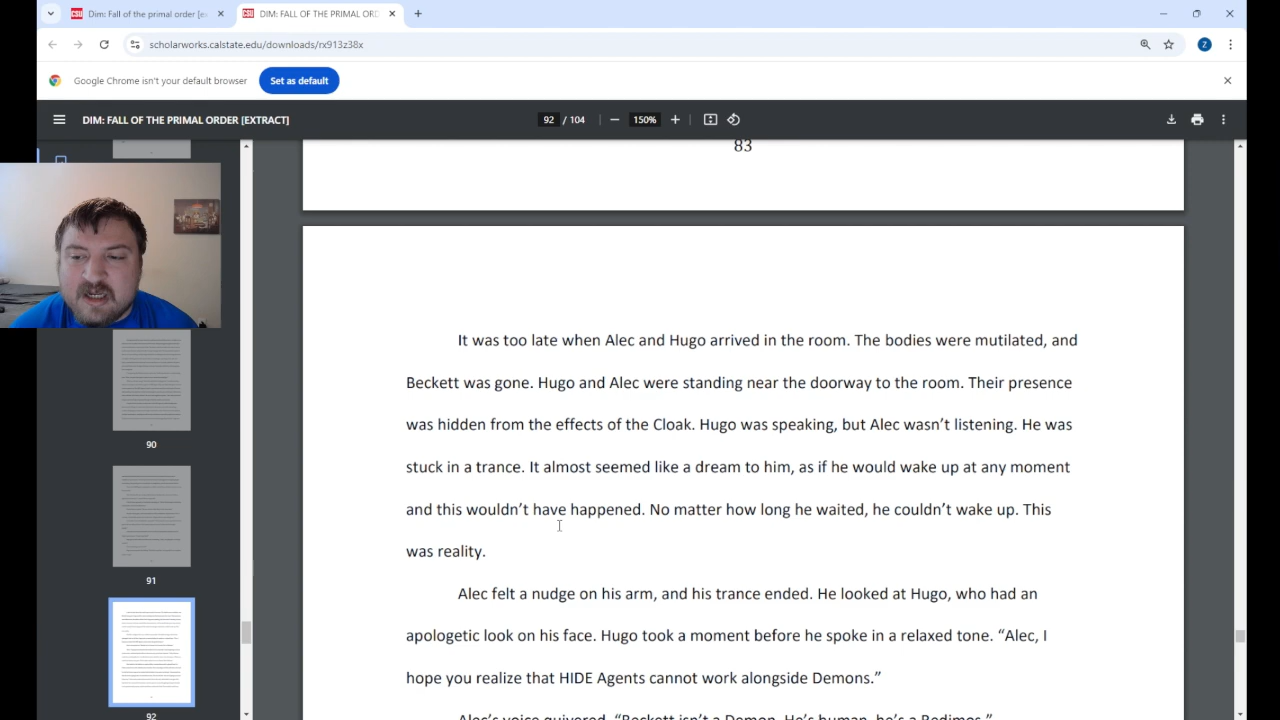 Dim: Fall of the primal order [ex
DIM: FALL OF THE PRIMAL ORD
scholarworks.calstate.edu/downloads/rx913z38x
Z
Google Chrome isn't your default browser
Set as default
DIM: FALL OF THE PRIMAL ORDER [EXTRACT]
92 / 104
150%
83
90
91
92
It was too late when Alec and Hugo arrived in the room. The bodies were mutilated, and
Beckett was gone. Hugo and Alec were standing near the doorway to the room. Their presence
was hidden from the effects of the Cloak. Hugo was speaking, but Alec wasn't listening. He was
stuck in a trance. It almost seemed like a dream to him, as if he would wake up at any moment
and this wouldn't have happened. No matter how long he waited, he couldn't wake up. This
was reality.
Alec felt a nudge on his arm, and his trance ended. He looked at Hugo, who had an
apologetic look on his face. Hugo took a moment before he spoke in a relaxed tone. "Alec, I
hope you realize that HIDE Agents cannot work alongside Demons."
Alec's voice quivered. "Beckett isn't a Demon. He's human, he's a Redimos."